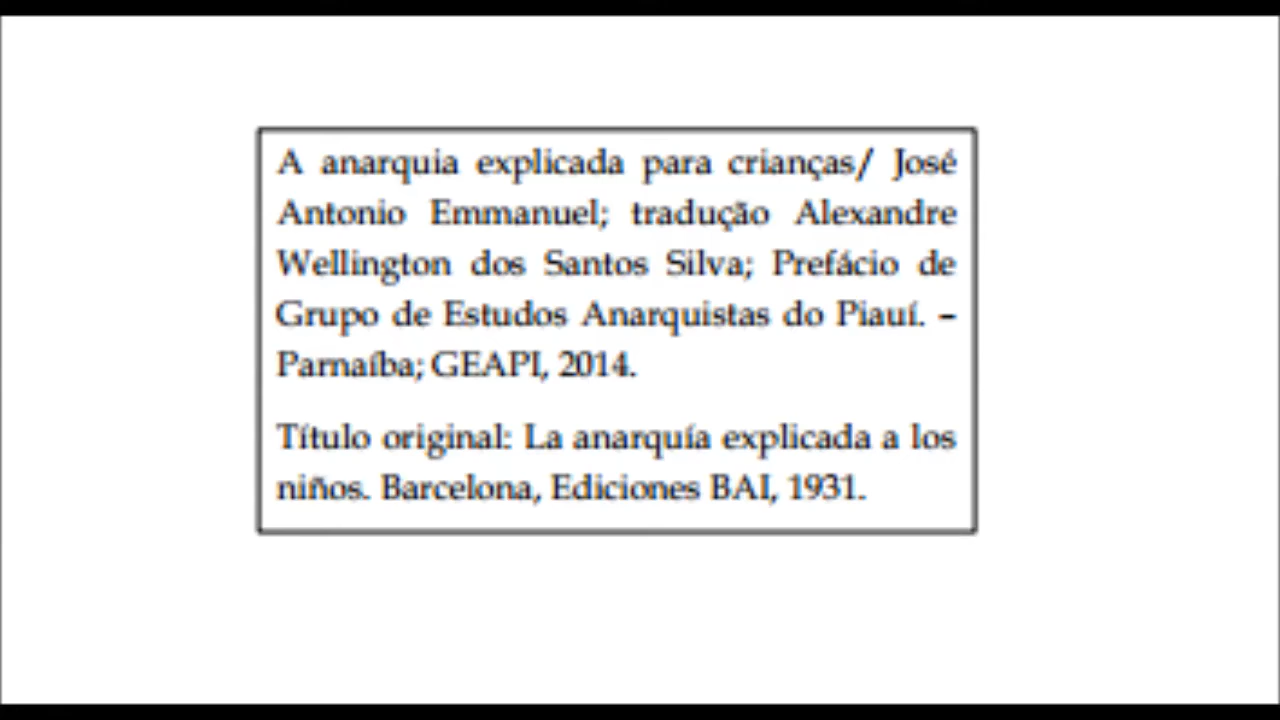 A anarquia explicada para crianças/ José
Antonio Emmanuel; tradução Alexandre
Wellington dos Santos Silva; Prefácio de
Grupo de Estudos Anarquistas do Piauí. –
Parnaíba; GEAPI, 2014.
Título original: La anarquía explicada a los
niños. Barcelona, Ediciones BAI, 1931.